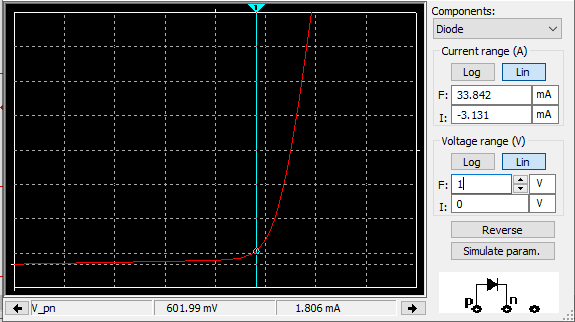 1
Components:
Diode
Current range (A)
Log Lin
F: 33.842 mA
I: -3.131 mA
Voltage range (V)
Log Lin
F: 1 V
I: 0 V
Reverse
Simulate param.
p n
V_pn 601.99 mV 1.806 mA